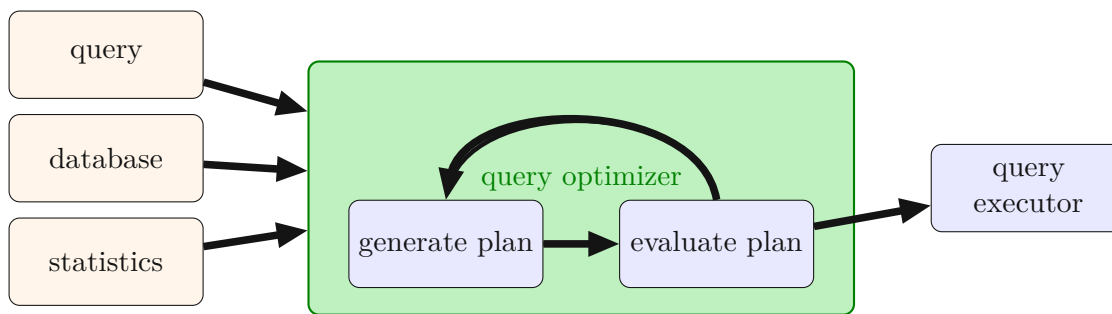 query
database
statistics
query optimizer
generate plan
evaluate plan
query
executor